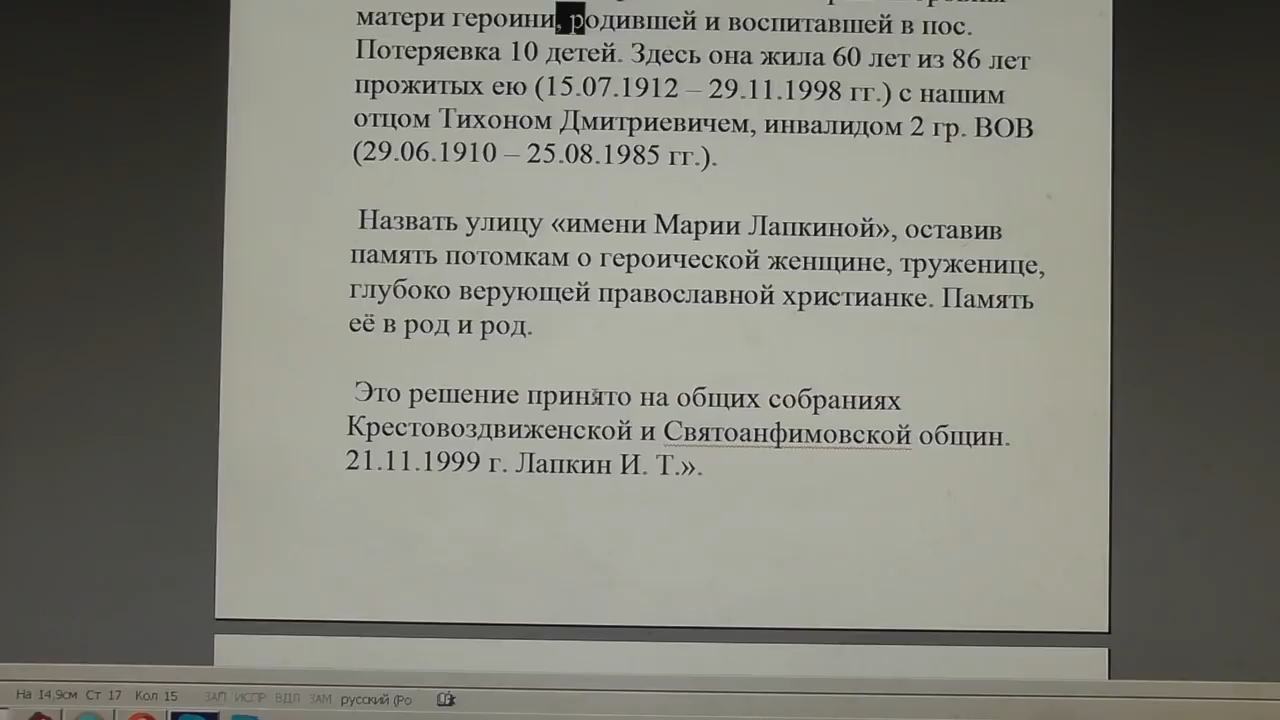 матери героини, родившей и воспитавшей в пос.
Потеряевка 10 детей. Здесь она жила 60 лет из 86 лет
прожитых ею (15.07.1912 – 29.11.1998 гг.) с нашим
отцом Тихоном Дмитриевичем, инвалидом 2 гр. ВОВ
(29.06.1910 – 25.08.1985 гг.).
Назвать улицу «имени Марии Лапкиной», оставив
память потомкам о героической женщине, труженице,
глубоко верующей православной христианке. Память
её в род и род.
Это решение принято на общих собраниях
Крестовоздвиженской и Святоанфимовской общин.
21.11.1999 г. Лапкин И. Т.».
На 14,9см Ст 17 Кол 15 ЗАП ИСПР ВДЛ ЗАМ русский (Ро